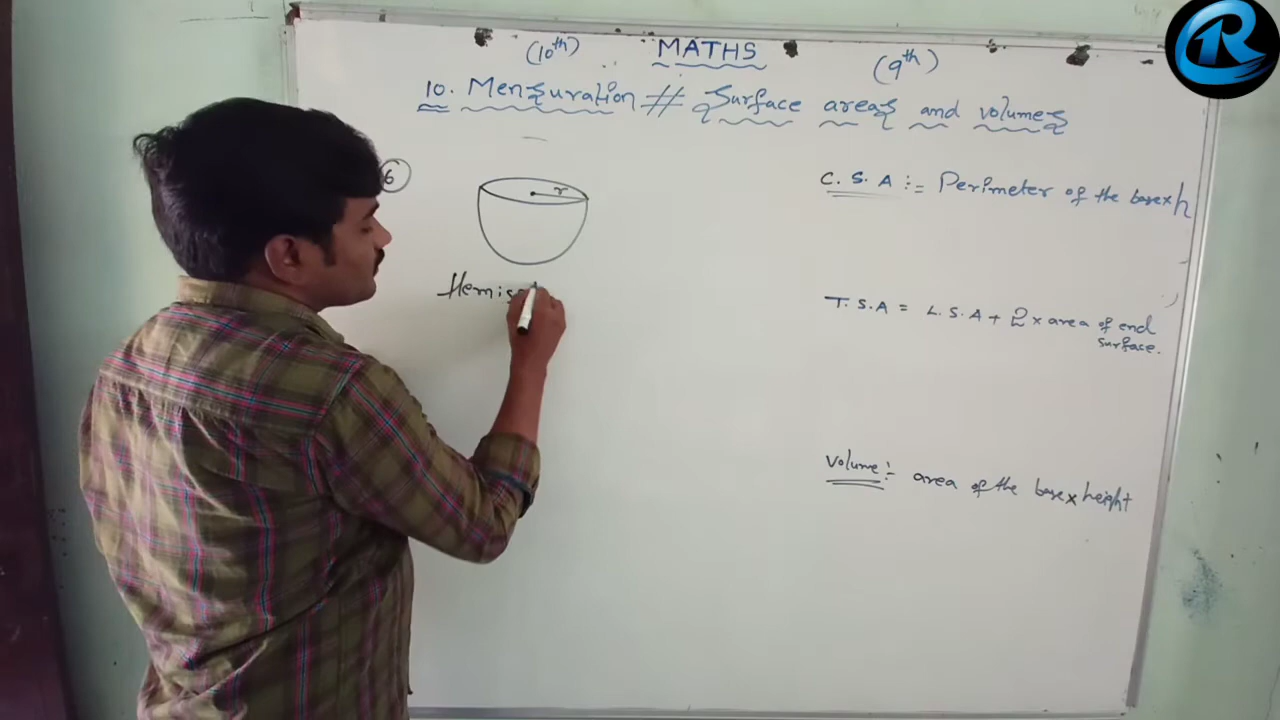 (10th) MATHS (9th)
10. Mensuration # Surface areas and volumes
6
r
C. S. A :- = Perimeter of the base x h
T. S. A = L. S. A + 2 x area of end
surface.
Volume :- area of the base x height